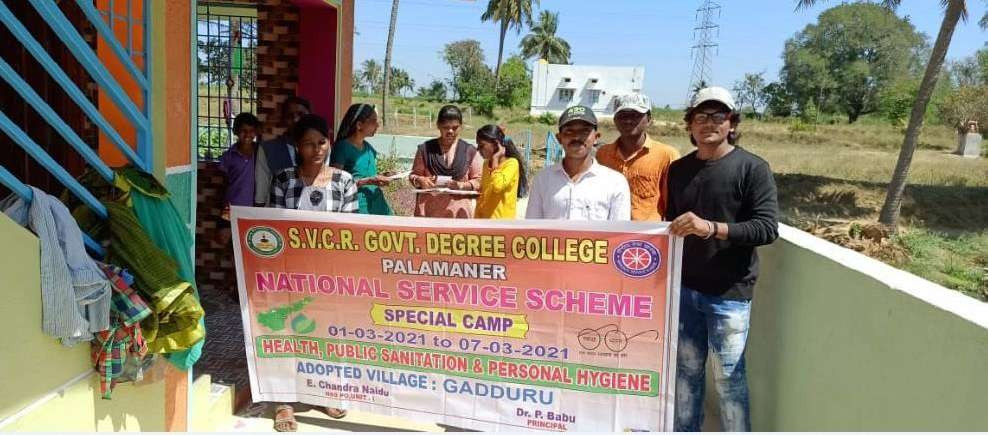 S.V.C.R. GOVT. DEGREE COLLEGE
PALAMANER
NATIONAL SERVICE SCHEME
SPECIAL CAMP
01-03-2021 to 07-03-2021
HEALTH, PUBLIC SANITATION & PERSONAL HYGIENE
ADOPTED VILLAGE : GADDURU
E. Chandra Naidu
NSS PO, UNIT - I
Dr. P. Babu
PRINCIPAL